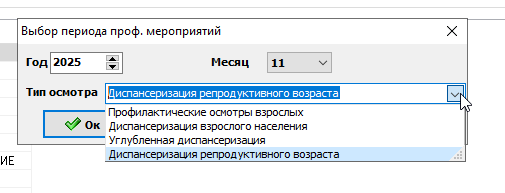 Выбор периода проф. мероприятий
Год 2025 Месяц 11
Тип осмотра Диспансеризация репродуктивного возраста
Профилактические осмотры взрослых
Диспансеризация взрослого населения
Углубленная диспансеризация
Диспансеризация репродуктивного возраста
Ок
ИЕ